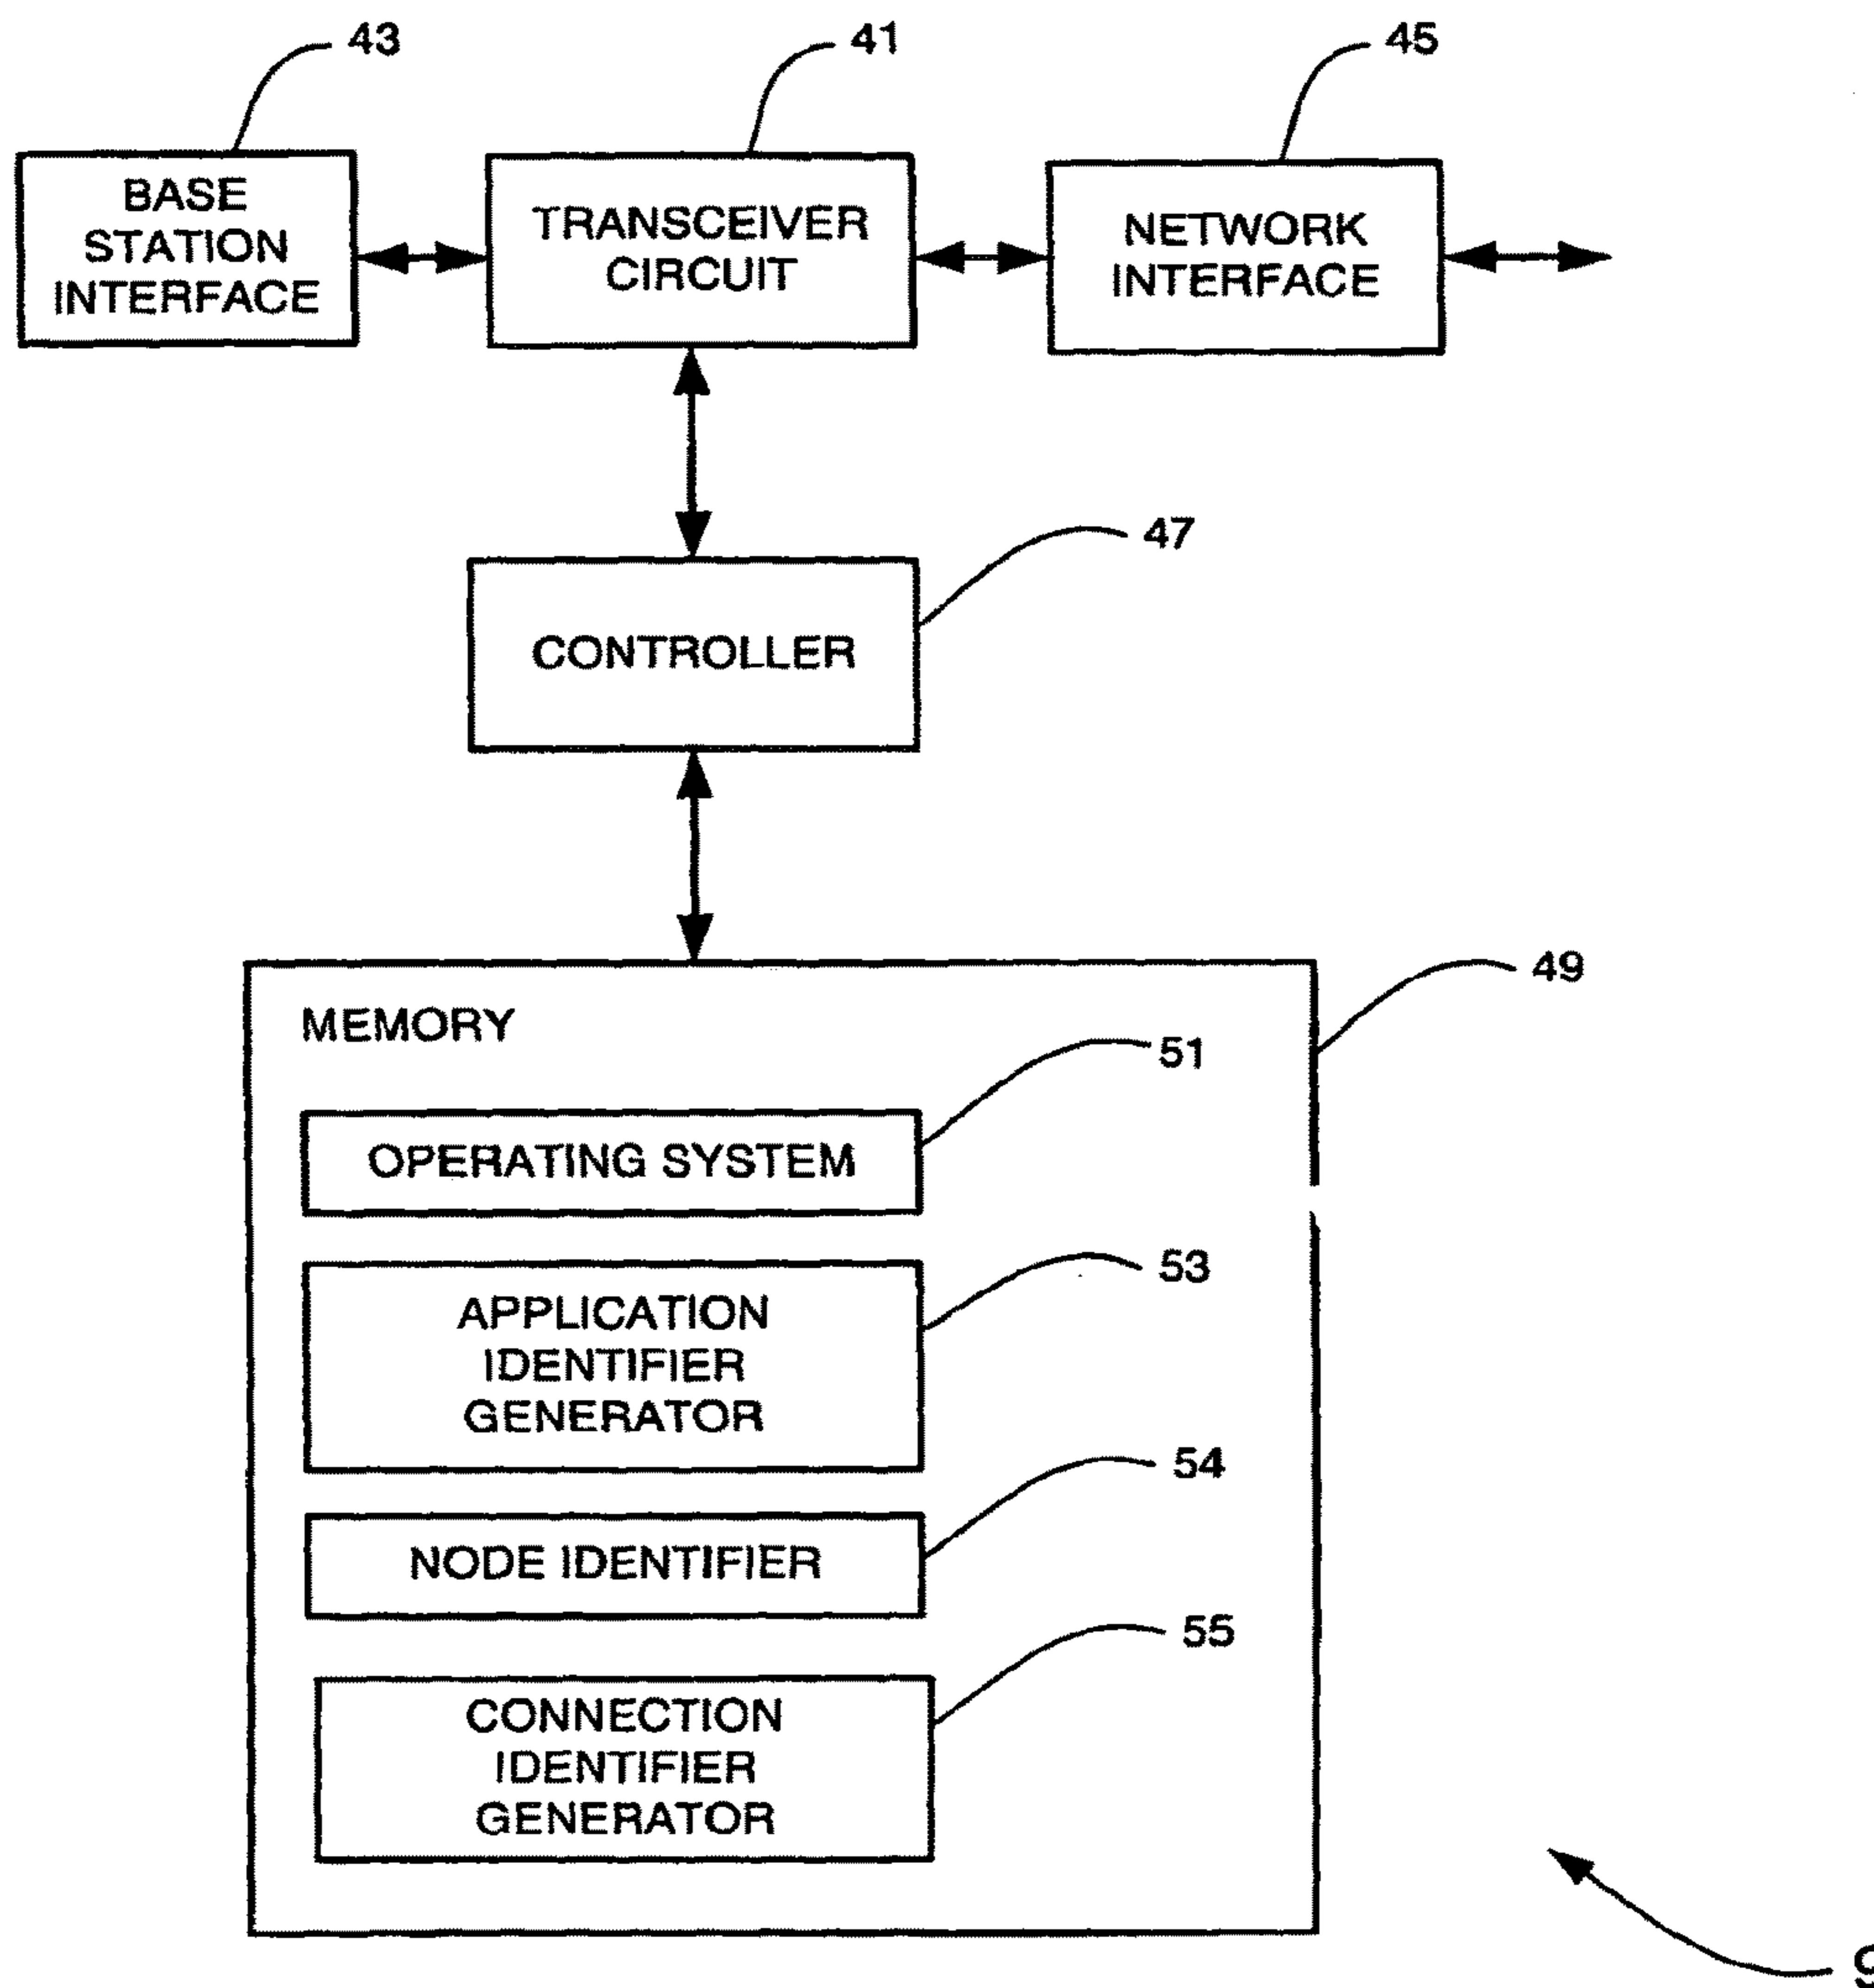 43
41
45
BASE
STATION
INTERFACE
TRANSCEIVER
CIRCUIT
NETWORK
INTERFACE
47
CONTROLLER
49
MEMORY
51
OPERATING SYSTEM
53
APPLICATION
IDENTIFIER
GENERATOR
54
NODE IDENTIFIER
55
CONNECTION
IDENTIFIER
GENERATOR